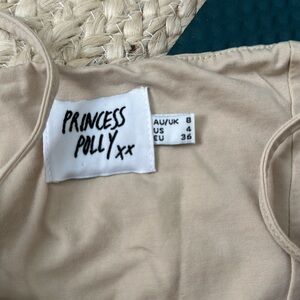 PRINCESS
POLLY xx
AU/UK 8
US 4
EU 36